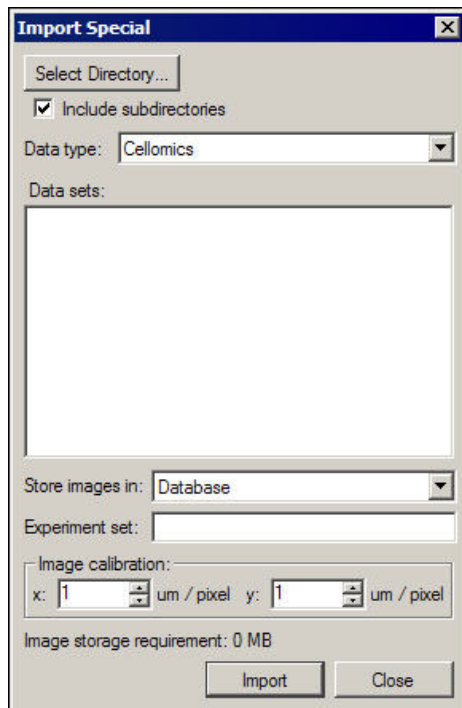 Import Special
Select Directory...
Include subdirectories
Data type: Cellomics
Data sets:
Store images in: Database
Experiment set:
Image calibration:
x: 1 um / pixel y: 1 um / pixel
Image storage requirement: 0 MB
Import Close